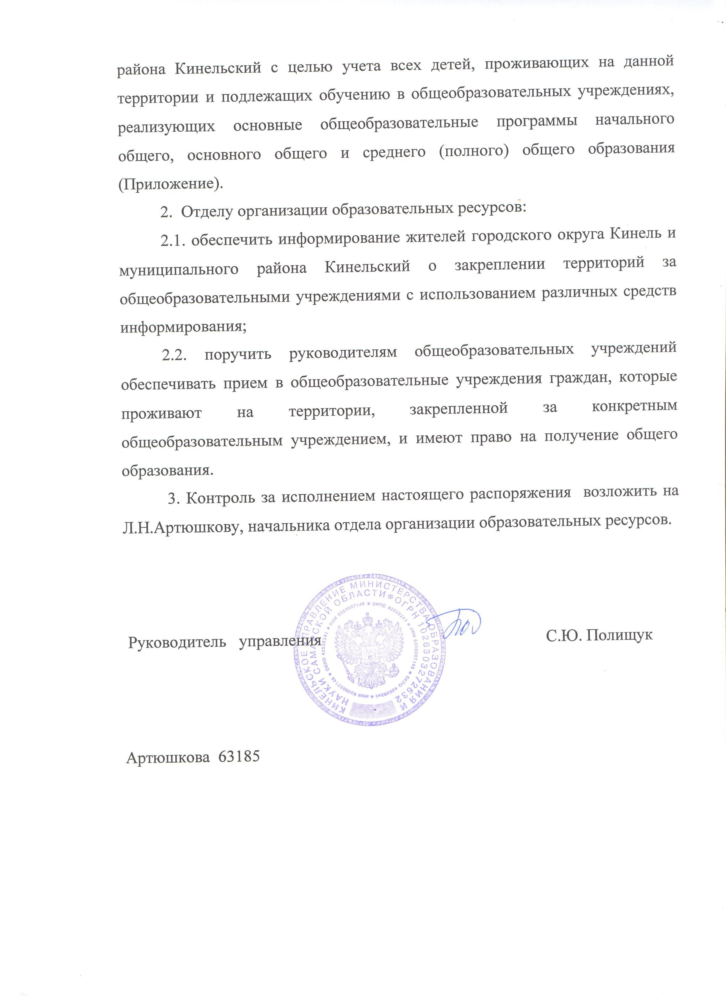 района Кинельский с целью учета всех детей, проживающих на данной
территории и подлежащих обучению в общеобразовательных учреждениях,
реализующих основные общеобразовательные программы начального
общего, основного общего и среднего (полного) общего образования
(Приложение).
2. Отделу организации образовательных ресурсов:
2.1. обеспечить информирование жителей городского округа Кинель и
муниципального района Кинельский о закреплении территорий за
общеобразовательными учреждениями с использованием различных средств
информирования;
2.2. поручить руководителям общеобразовательных учреждений
обеспечивать прием в общеобразовательные учреждения граждан, которые
проживают на территории, закрепленной за конкретным
общеобразовательным учреждением, и имеют право на получение общего
образования.
3. Контроль за исполнением настоящего распоряжения возложить на
Л.Н.Артюшкову, начальника отдела организации образовательных ресурсов.
Руководитель управления
С.Ю. Полищук
КИНЕЛЬСКОЕ УПРАВЛЕНИЕ МИНИСТЕРСТВА ОБРАЗОВАНИЯ И
НАУКИ САМАРСКОЙ ОБЛАСТИ * ОГРН 1026303272632
ОКПО 42528241 * ИНН 6350007148 * ОКПО 42528241 * ИНН 6350007148 * ОКПО 42528241 * ИНН 6350007148 *
Артюшкова 63185